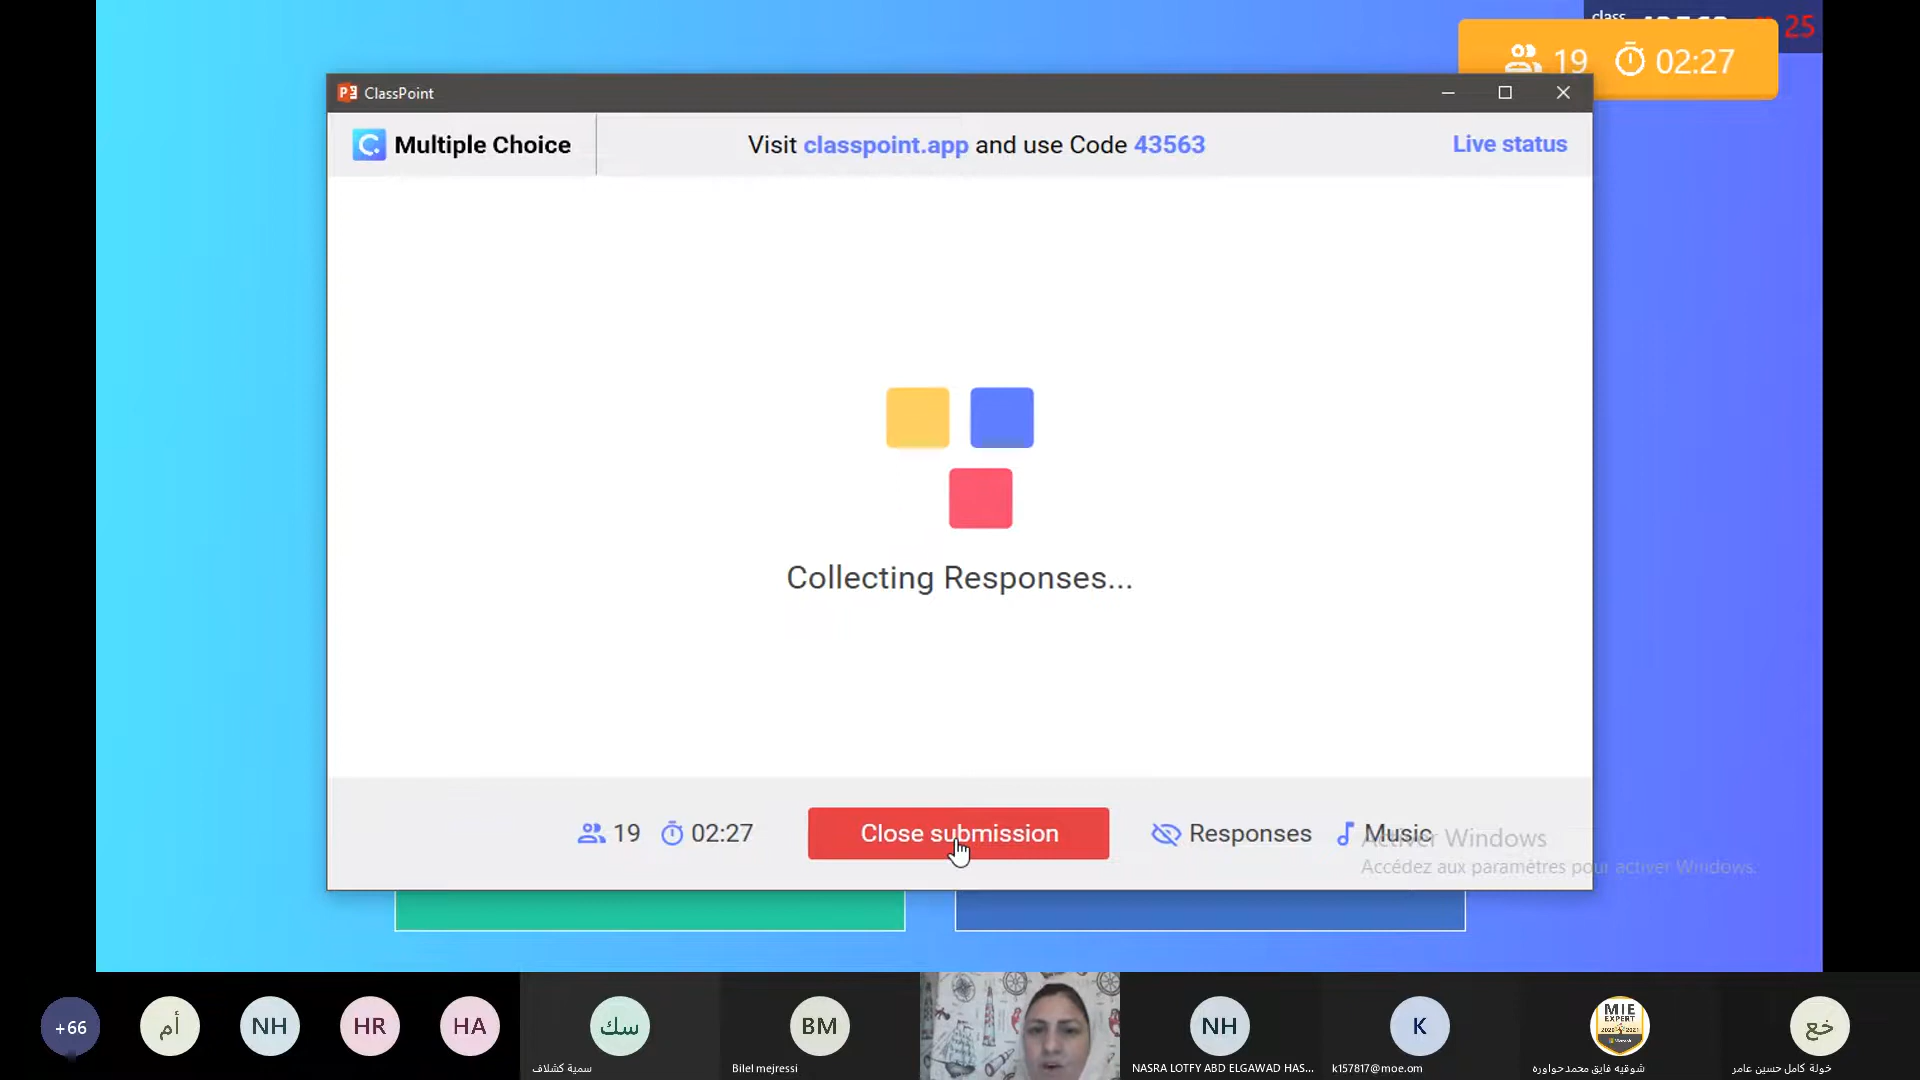 class
25
19 02:27
ClassPoint
C. Multiple Choice
Visit classpoint.app and use Code 43563
Live status
Collecting Responses...
19 02:27
Close submission
Responses
Music
Activer Windows
Accédez aux paramètres pour activer Windows.
+66
أم
NH
HR
HA
سك
سمية كشلاف
BM
Bilel mejressi
NH
NASRA LOTFY ABD ELGAWAD HAS...
K
k157817@moe.om
MIE
EXPERT
شوقيه فايق محمد حواوره
خع
خولة كامل حسين عامر